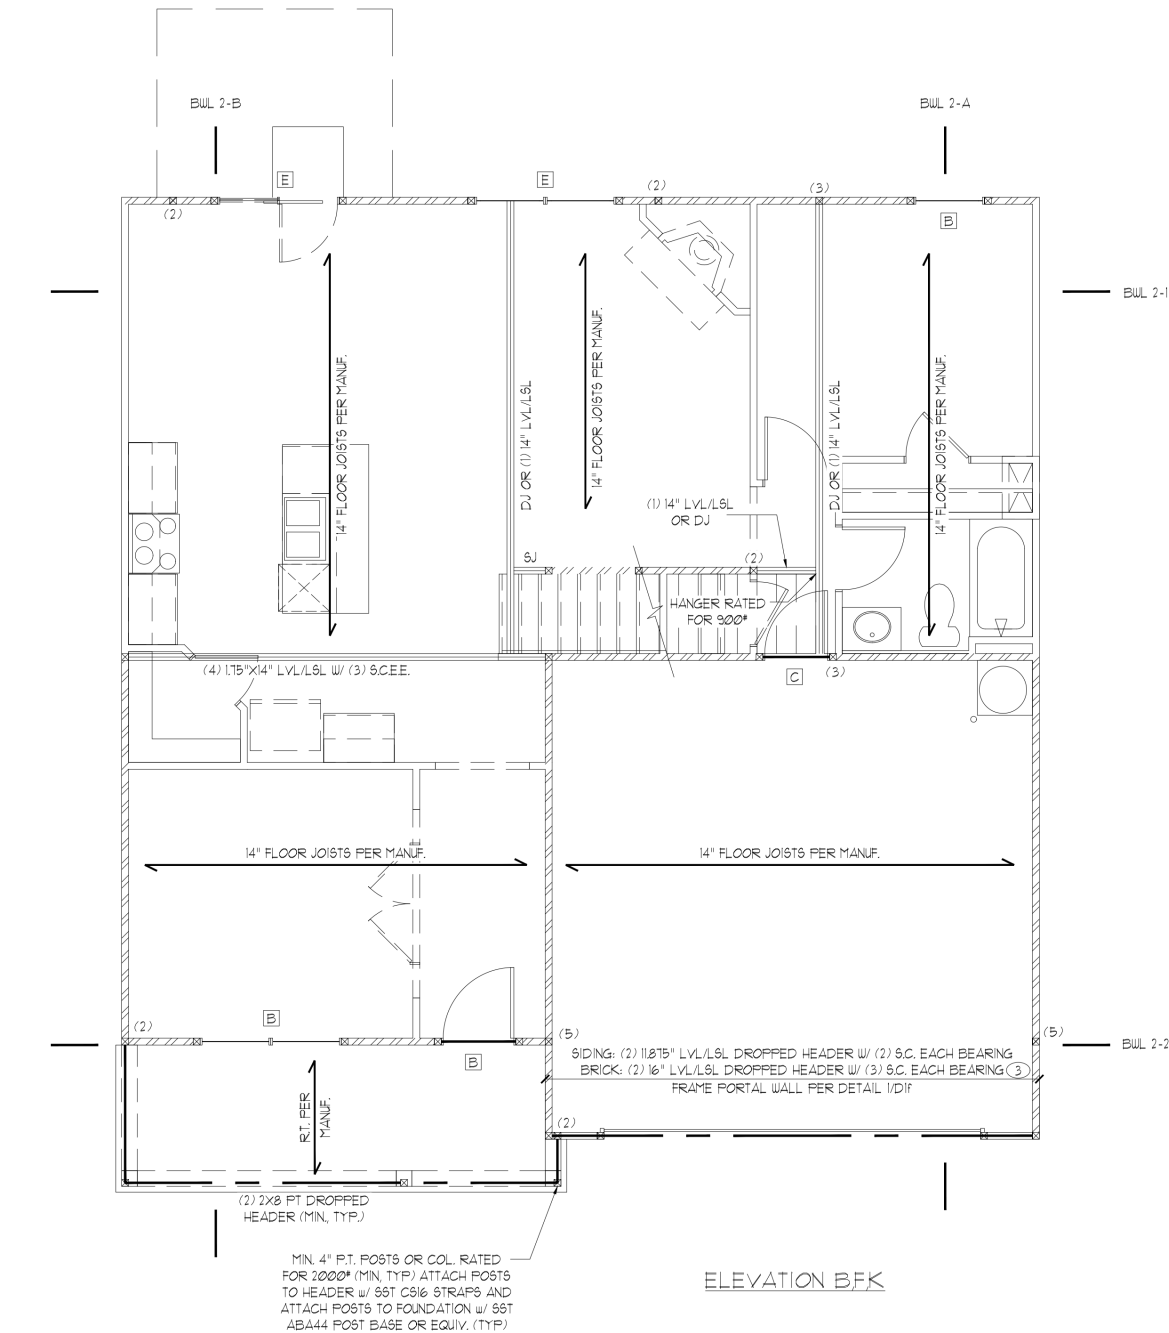 BWL 2-B
BWL 2-A
E
E
(2)
(3)
(2)
B
BWL 2-1
14" FLOOR JOISTS PER MANUF.
14" FLOOR JOISTS PER MANUF.
14" FLOOR JOISTS PER MANUF.
DJ OR (1) 14" LVL/LSL
DJ OR (1) 14" LVL/LSL
(1) 14" LVL/LSL
OR DJ
SJ
(2)
HANGER RATED
FOR 900#
(4) 1.75"X14" LVL/LSL W/ (3) S.C.E.E.
C
(3)
14" FLOOR JOISTS PER MANUF.
14" FLOOR JOISTS PER MANUF.
(2)
B
B
(5)
(5)
BWL 2-2
SIDING: (2) 11.875" LVL/LSL DROPPED HEADER W/ (2) S.C. EACH BEARING
BRICK: (2) 16" LVL/LSL DROPPED HEADER W/ (3) S.C. EACH BEARING
3
FRAME PORTAL WALL PER DETAIL 1/D1f
R.T. PER
MANUF.
(2)
(2) 2X8 PT DROPPED
HEADER (MIN., TYP.)
MIN. 4" P.T. POSTS OR COL. RATED
FOR 2000# (MIN, TYP) ATTACH POSTS
TO HEADER w/ SST CS16 STRAPS AND
ATTACH POSTS TO FOUNDATION w/ SST
ABA44 POST BASE OR EQUIV. (TYP)
ELEVATION B,F,K